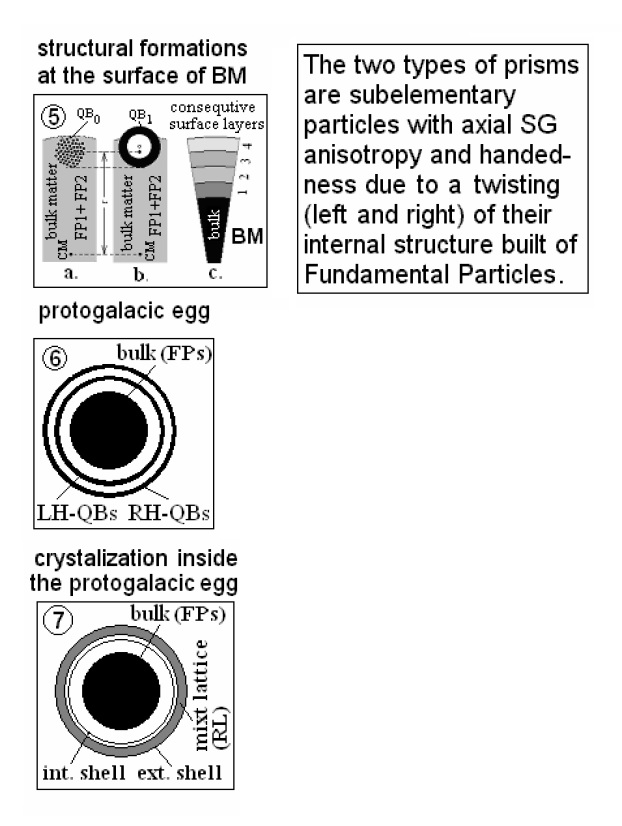 structural formations
at the surface of BM
5
QB0
QB1
consequtive
surface layers
bulk matter
FP1+ FP2
CM
r
bulk matter
FP1+FP2
CM
1 2 3 4
bulk
BM
a.
b.
c.
The two types of prisms
are subelementary
particles with axial SG
anisotropy and handed-
ness due to a twisting
(left and right) of their
internal structure built of
Fundamental Particles.
protogalacic egg
6
bulk (FPs)
LH-QBs RH-QBs
crystalization inside
the protogalacic egg
7
bulk (FPs)
mixt lattice
(RL)
int. shell ext. shell